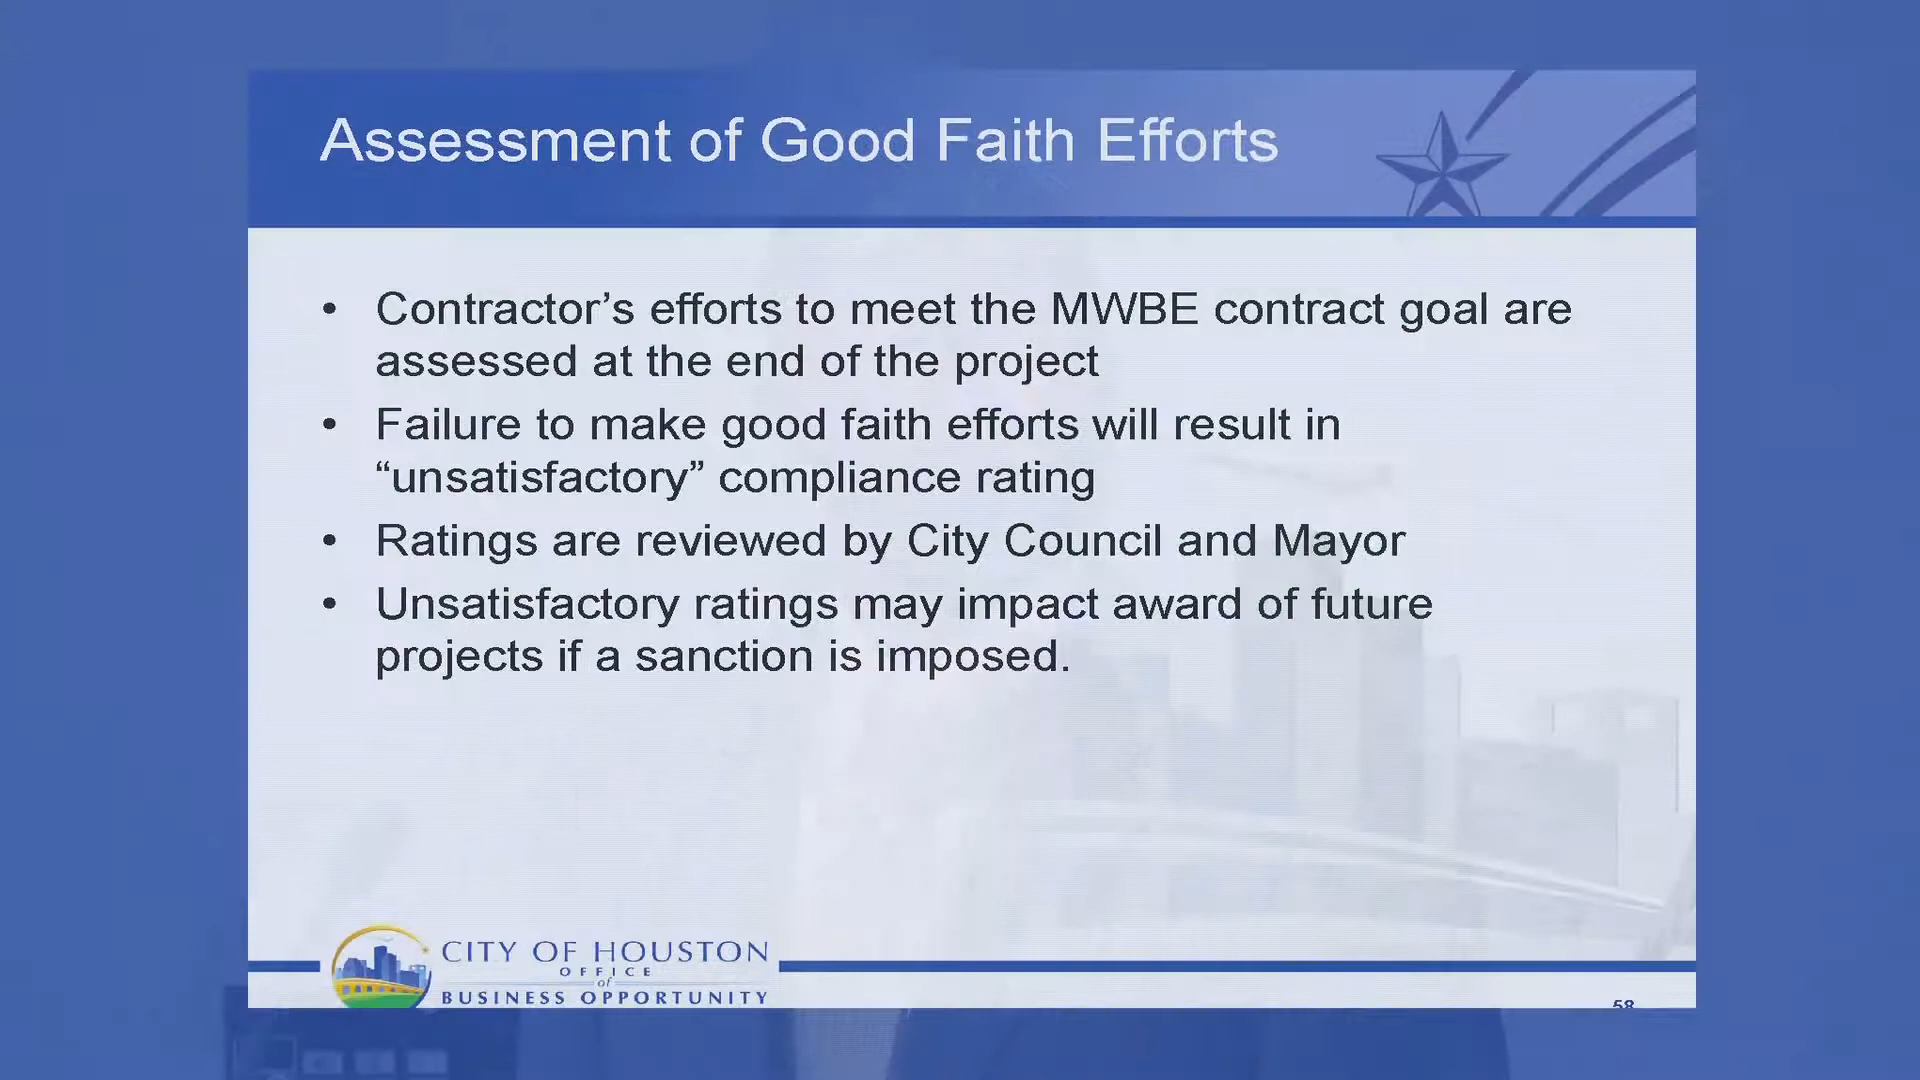 Assessment of Good Faith Efforts
• Contractor’s efforts to meet the MWBE contract goal are
assessed at the end of the project
• Failure to make good faith efforts will result in
“unsatisfactory” compliance rating
• Ratings are reviewed by City Council and Mayor
• Unsatisfactory ratings may impact award of future
projects if a sanction is imposed.
CITY OF HOUSTON
OFFICE
of
BUSINESS OPPORTUNITY
58